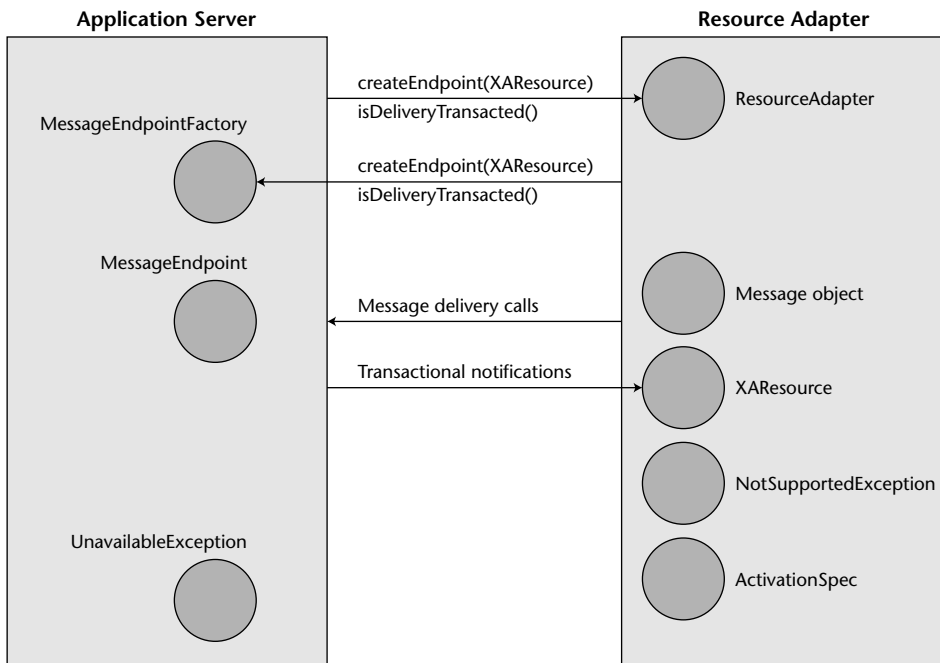 Application Server
Resource Adapter
createEndpoint(XAResource)
isDeliveryTransacted()
ResourceAdapter
MessageEndpointFactory
createEndpoint(XAResource)
isDeliveryTransacted()
MessageEndpoint
Message delivery calls
Message object
Transactional notifications
XAResource
NotSupportedException
UnavailableException
ActivationSpec